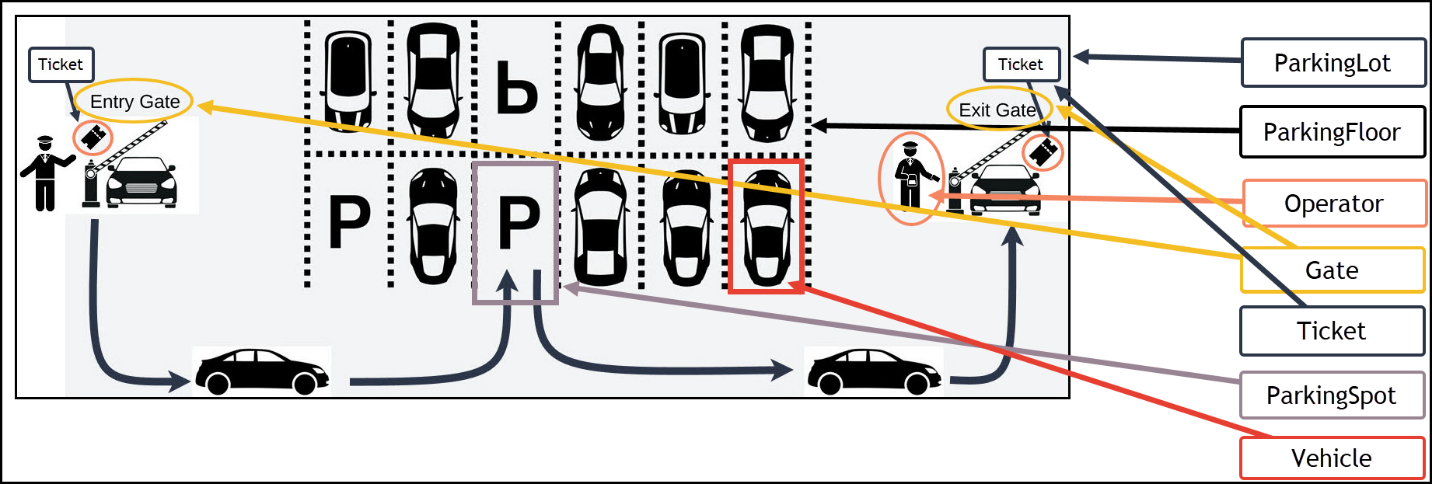 Ticket
Entry Gate
P
P
P
Ticket
Exit Gate
ParkingLot
ParkingFloor
Operator
Gate
Ticket
ParkingSpot
Vehicle